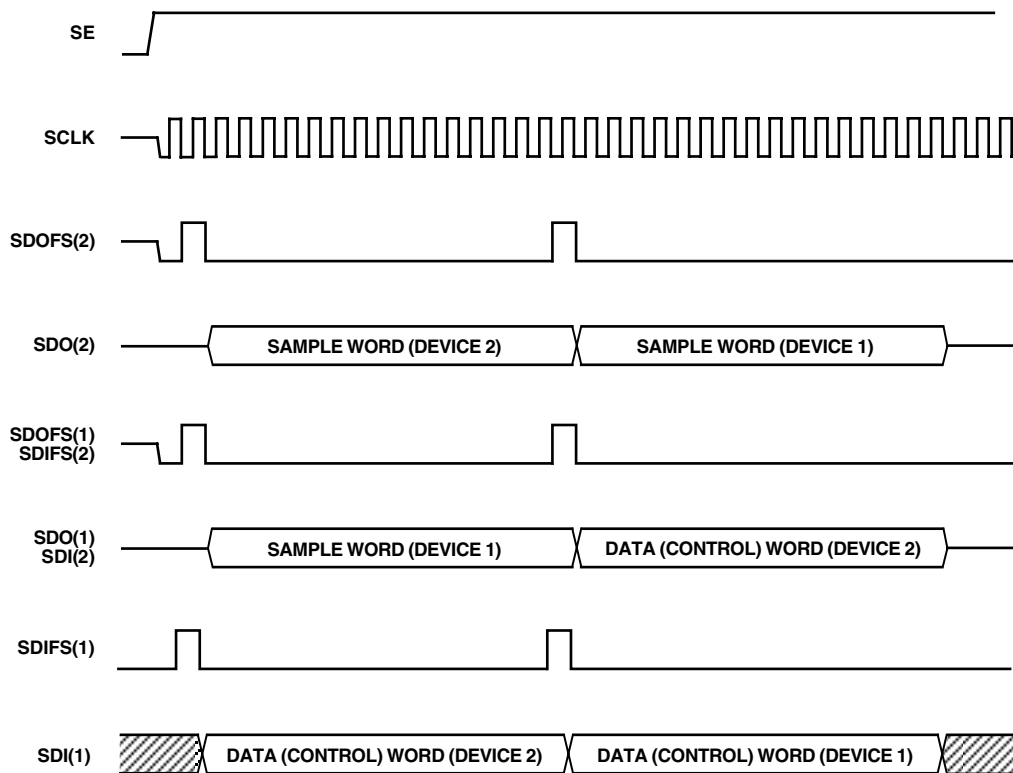 SE
SCLK
SDOFS(2)
SDO(2)
SAMPLE WORD (DEVICE 2)
SAMPLE WORD (DEVICE 1)
SDOFS(1)
SDIFS(2)
SDO(1)
SDI(2)
SAMPLE WORD (DEVICE 1)
DATA (CONTROL) WORD (DEVICE 2)
SDIFS(1)
SDI(1)
DATA (CONTROL) WORD (DEVICE 2)
DATA (CONTROL) WORD (DEVICE 1)